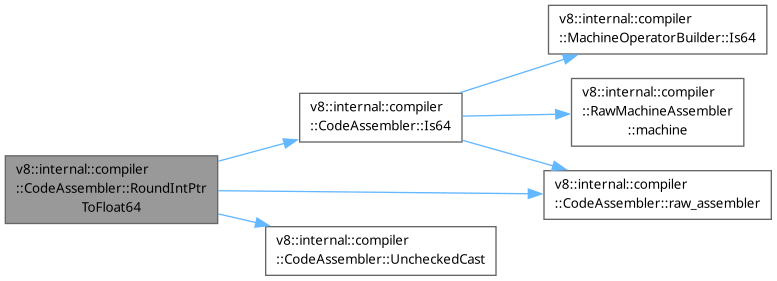 v8::internal::compiler
::MachineOperatorBuilder::Is64
v8::internal::compiler
::CodeAssembler::Is64
v8::internal::compiler
::RawMachineAssembler
::machine
v8::internal::compiler
::CodeAssembler::RoundIntPtr
ToFloat64
v8::internal::compiler
::CodeAssembler::raw_assembler
v8::internal::compiler
::CodeAssembler::UncheckedCast